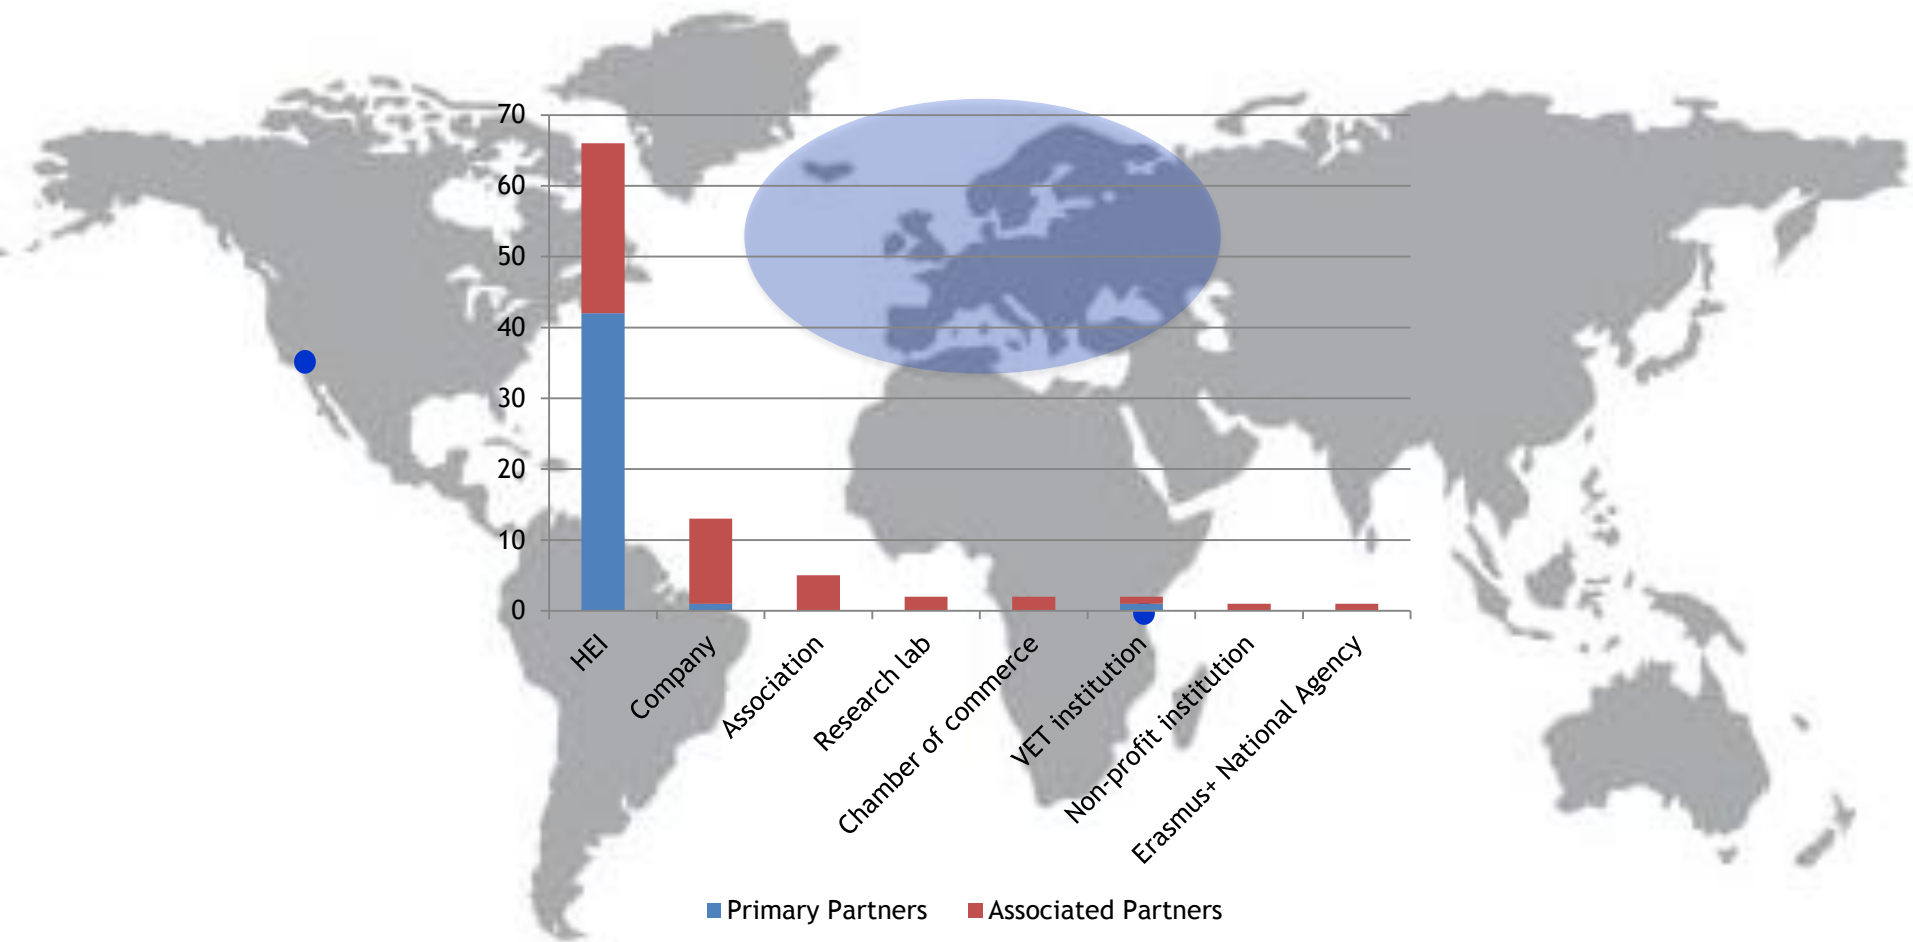 70
60
50
40
30
20
10
0
HEI
Company
Association
Research lab
Chamber of commerce
VET institution
Non-profit institution
Erasmus+ National Agency
Primary Partners
Associated Partners